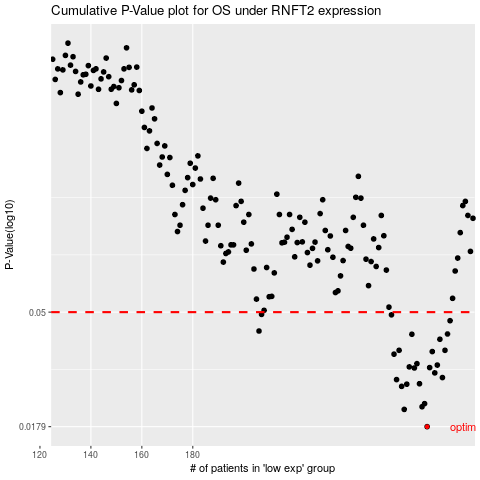 Cumulative P-Value plot for OS under RNFT2 expression
P-Value(log10)
0.05
0.0179
optim
120 140 160 180
# of patients in 'low exp' group